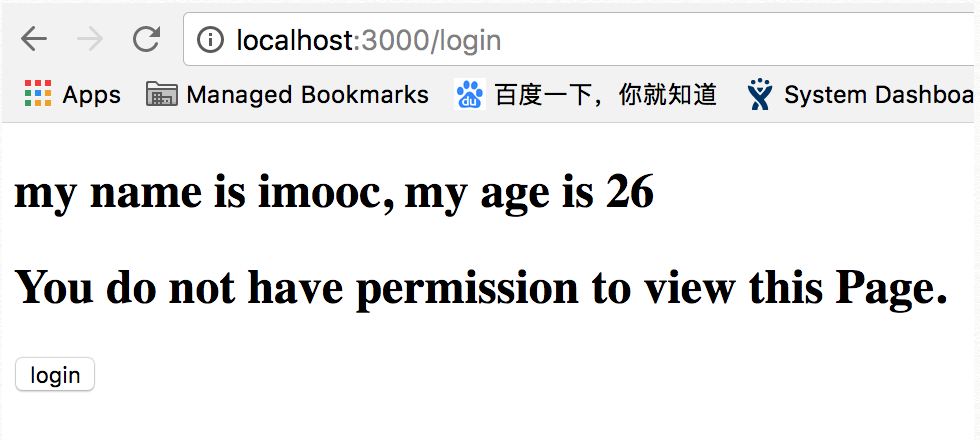 localhost:3000/login
Apps Managed Bookmarks du 百度一下，你就知道 System Dashboa
my name is imooc, my age is 26
You do not have permission to view this Page.
login